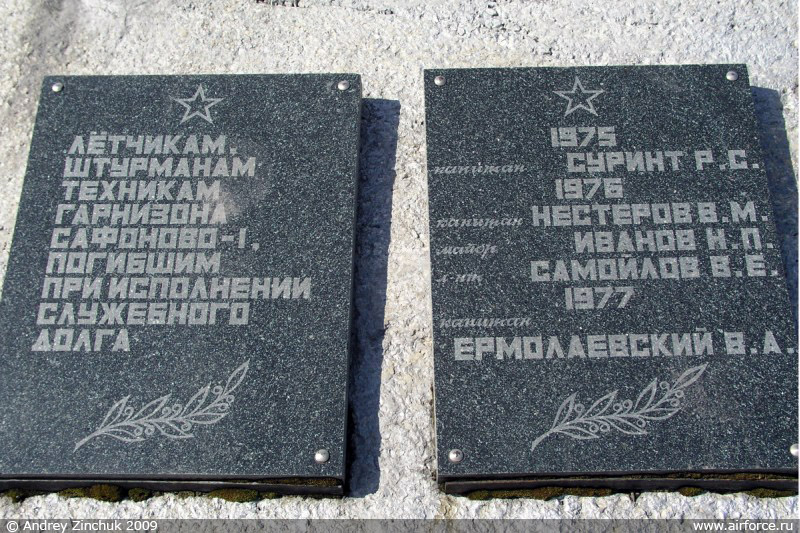 ЛЁТЧИКАМ,
ШТУРМАНАМ
ТЕХНИКАМ
ГАРНИЗОНА
САФОНОВО-1,
ПОГИБШИМ
ПРИ ИСПОЛНЕНИИ
СЛУЖЕБНОГО
ДОЛГА
1975
капитан СУРИНТ Р.С.
1976
капитан НЕСТЕРОВ В.М.
майор ИВАНОВ Н.П.
л-нт САМОЙЛОВ В.Е.
1977
капитан
ЕРМОЛАЕВСКИЙ В.А.
© Andrey Zinchuk 2009
www.airforce.ru